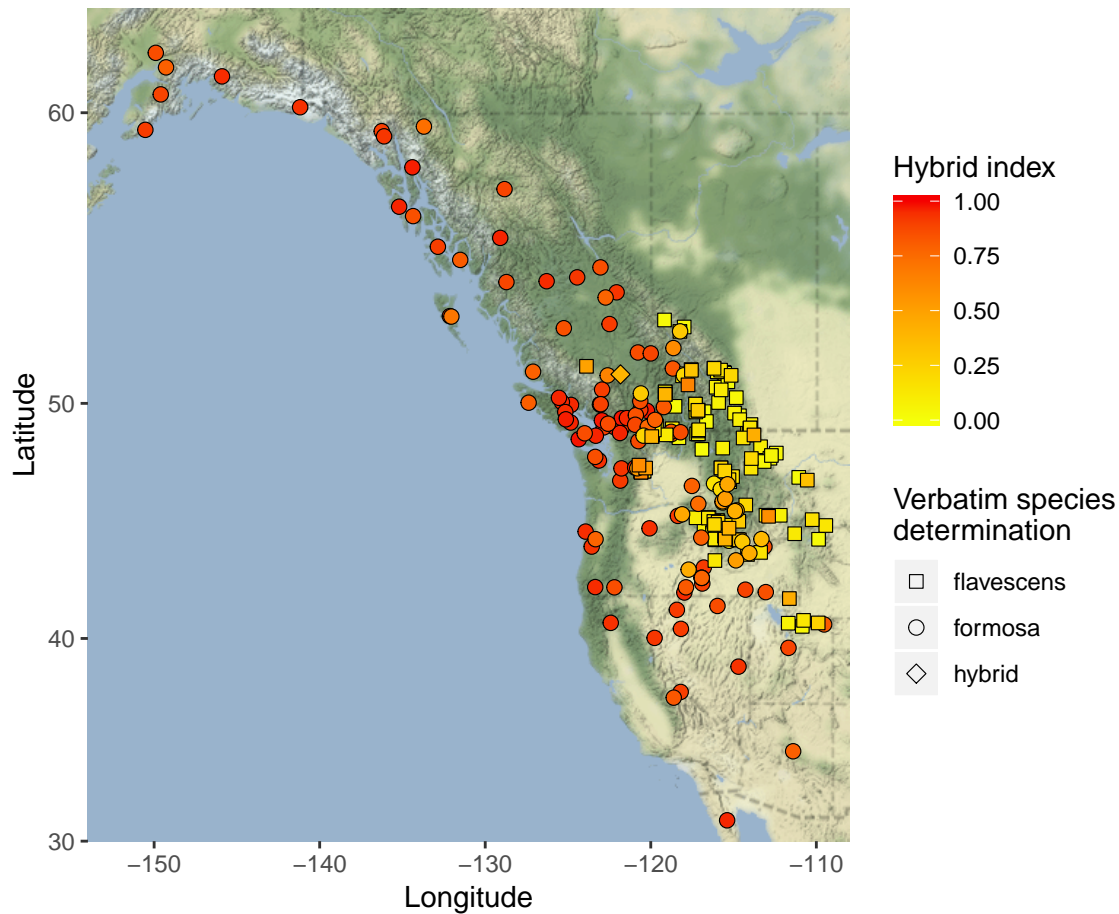 60
50
40
30
−150
−140
−130
−120
−110
Longitude
Latitude
Hybrid index
1.00
0.75
0.50
0.25
0.00
Verbatim species
determination
flavescens
formosa
hybrid